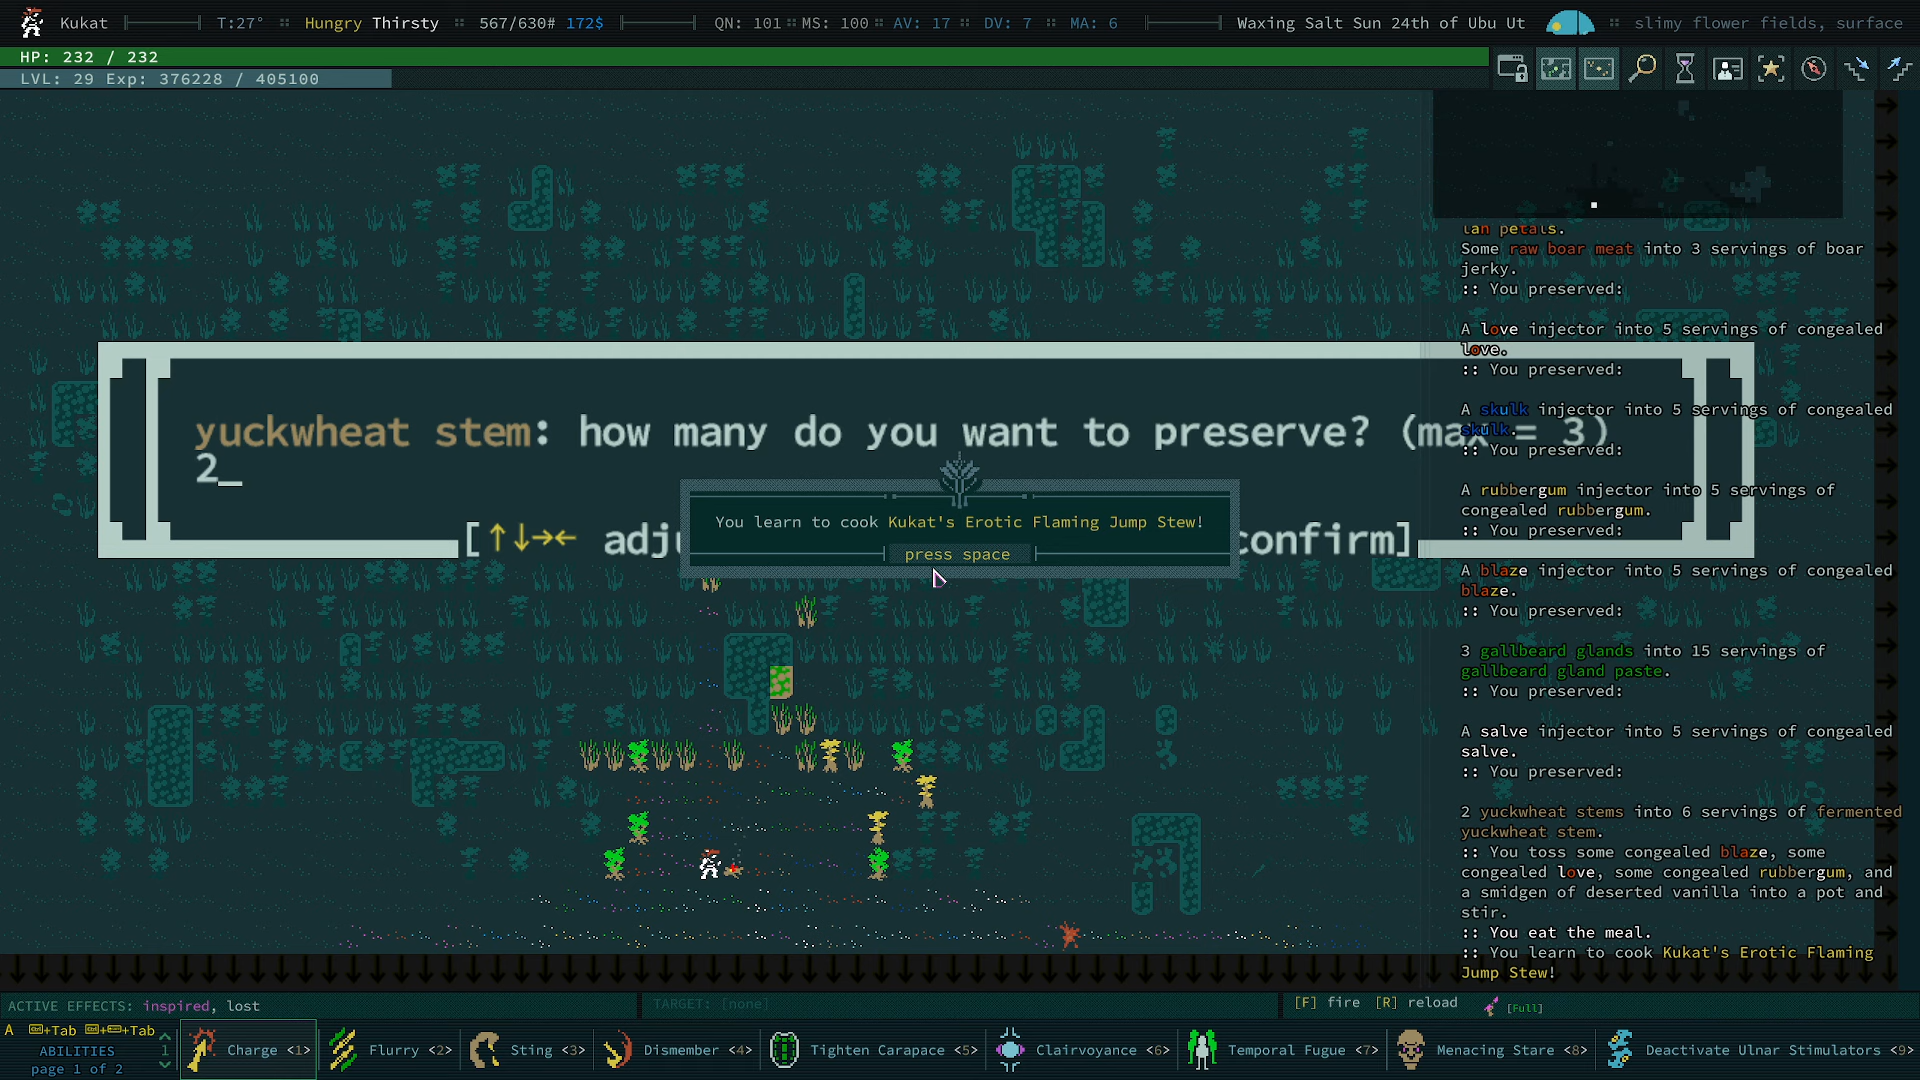 Kukat T:27° Hungry Thirsty 567/630# 172$ QN: 101 MS: 100 AV: 17 DV: 7 MA: 6 Waxing Salt Sun 24th of Ubu Ut slimy flower fields, surface
HP: 232 / 232
LVL: 29 Exp: 376228 / 405100
yuckwheat stem: how many do you want to preserve? (max = 3)
2_
[↑↓→← adju
confirm]
You learn to cook Kukat's Erotic Flaming Jump Stew!
press space
lan petals.
Some raw boar meat into 3 servings of boar
jerky.
:: You preserved:
A love injector into 5 servings of congealed
love.
:: You preserved:
A skulk injector into 5 servings of congealed
skulk.
:: You preserved:
A rubbergum injector into 5 servings of
congealed rubbergum.
:: You preserved:
A blaze injector into 5 servings of congealed
blaze.
:: You preserved:
3 gallbeard glands into 15 servings of
gallbeard gland paste.
:: You preserved:
A salve injector into 5 servings of congealed
salve.
:: You preserved:
2 yuckwheat stems into 6 servings of fermented
yuckwheat stem.
:: You toss some congealed blaze, some
congealed love, some congealed rubbergum, and
a smidgen of deserted vanilla into a pot and
stir.
:: You eat the meal.
:: You learn to cook Kukat's Erotic Flaming
Jump Stew!
ACTIVE EFFECTS: inspired, lost
TARGET: [none]
[F] fire [R] reload [Full]
A +Tab +Tab
ABILITIES 1
page 1 of 2
Charge <1> Flurry <2> Sting <3> Dismember <4> Tighten Carapace <5> Clairvoyance <6> Temporal Fugue <7> Menacing Stare <8> Deactivate Ulnar Stimulators <9>